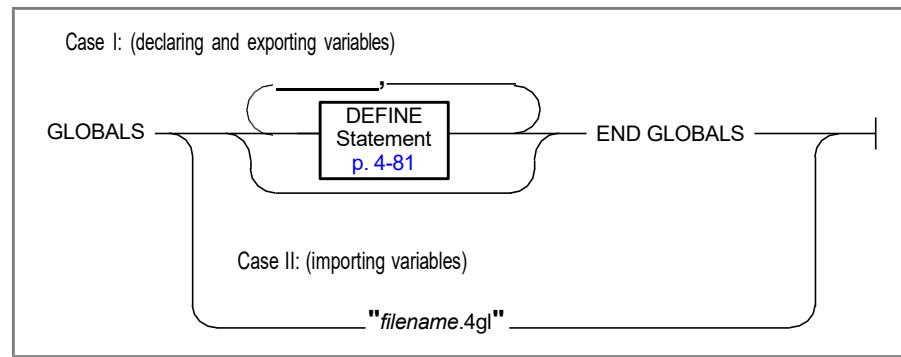 Case I: (declaring and exporting variables)
,
GLOBALS
DEFINE
Statement
p. 4-81
END GLOBALS
Case II: (importing variables)
"filename.4gl"